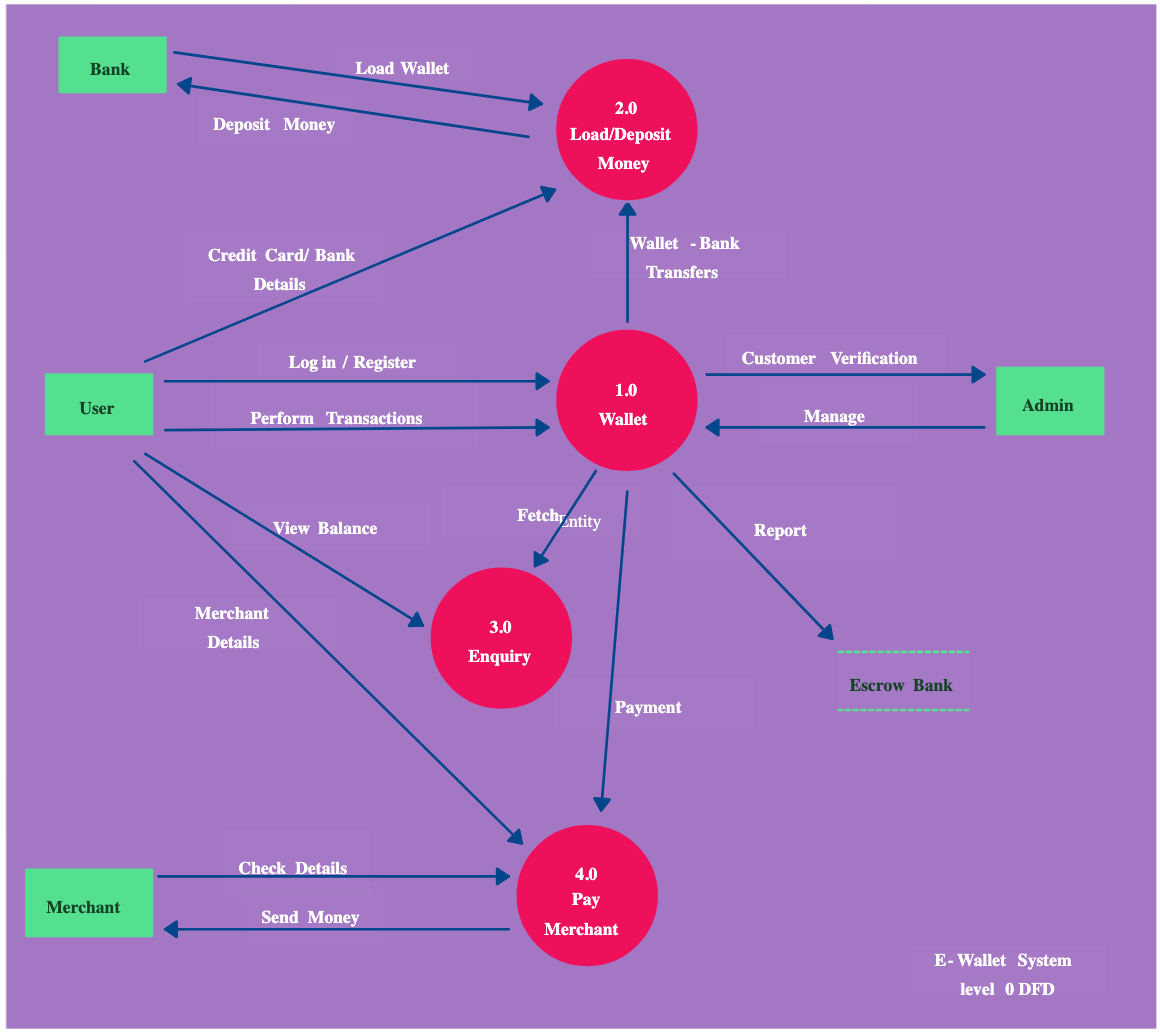 Bank
Load Wallet
Deposit Money
2.0
Load/Deposit
Money
Credit Card/ Bank
Details
Wallet - Bank
Transfers
Log in / Register
Perform Transactions
User
1.0
Wallet
Customer Verification
Manage
Admin
View Balance
Fetch
Entity
Report
Merchant
Details
3.0
Enquiry
Escrow Bank
Payment
Check Details
Send Money
Merchant
4.0
Pay
Merchant
E- Wallet System
level 0 DFD